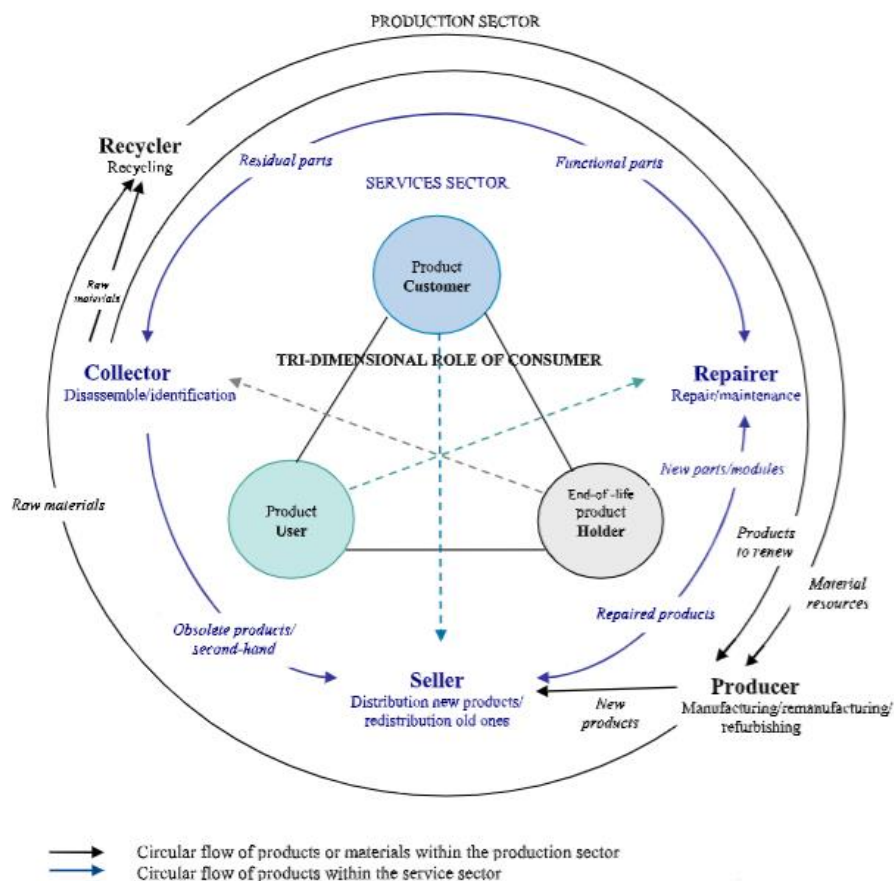 PRODUCTION SECTOR
Recycler
Recycling
Residual parts
Functional parts
SERVICES SECTOR
Product
Customer
Raw
materials
TRI-DIMENSIONAL ROLE OF CONSUMER
Collector
Disassemble/identification
Repairer
Repair/maintenance
New parts/modules
Raw materials
Product
User
End-of-life
product
Holder
Products
to renew
Material
resources
Obsolete products/
second-hand
Repaired products
Seller
Distribution new products/
redistribution old ones
New
products
Producer
Manufacturing/remanufacturing/
refurbishing
Circular flow of products or materials within the production sector
Circular flow of products within the service sector